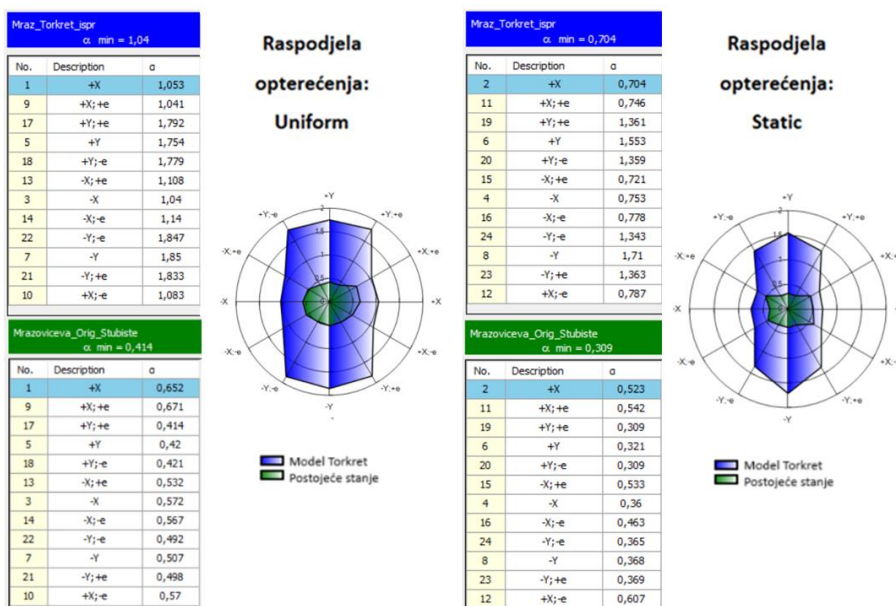 Mraz_Torkret_ispr
α min = 1,04
No. Description α
1 +X 1,053
9 +X;+e 1,041
17 +Y;+e 1,792
5 +Y 1,754
18 +Y;-e 1,779
13 -X;+e 1,108
3 -X 1,04
14 -X;-e 1,14
22 -Y;-e 1,847
7 -Y 1,85
21 -Y;+e 1,833
10 +X;-e 1,083
Mrazoviceva_Orig_Stubiste
α min = 0,414
No. Description α
1 +X 0,652
9 +X;+e 0,671
17 +Y;+e 0,414
5 +Y 0,42
18 +Y;-e 0,421
13 -X;+e 0,532
3 -X 0,572
14 -X;-e 0,567
22 -Y;-e 0,492
7 -Y 0,507
21 -Y;+e 0,498
10 +X;-e 0,57
Raspodjela
opterećenja:
Uniform
+Y
2
+Y;-e +Y;+e
1,5
-X;+e +X;+e
0,5
-X +X
-X;-e +X;-e
-Y;-e -Y;+e
-Y
Model Torkret
Postojeće stanje
Mraz_Torkret_ispr
α min = 0,704
No. Description α
2 +X 0,704
11 +X;+e 0,746
19 +Y;+e 1,361
6 +Y 1,553
20 +Y;-e 1,359
15 -X;+e 0,721
4 -X 0,753
16 -X;-e 0,778
24 -Y;-e 1,343
8 -Y 1,71
23 -Y;+e 1,363
12 +X;-e 0,787
Mrazoviceva_Orig_Stubiste
α min = 0,309
No. Description α
2 +X 0,523
11 +X;+e 0,542
19 +Y;+e 0,309
6 +Y 0,321
20 +Y;-e 0,309
15 -X;+e 0,533
4 -X 0,36
16 -X;-e 0,463
24 -Y;-e 0,365
8 -Y 0,368
23 -Y;+e 0,369
12 +X;-e 0,607
Raspodjela
opterećenja:
Static
+Y
2
+Y;-e +Y;+e
-X;+e +X;+e
-X +X
-X;-e +X;-e
-Y;-e -Y;+e
-Y
Model Torkret
Postojeće stanje